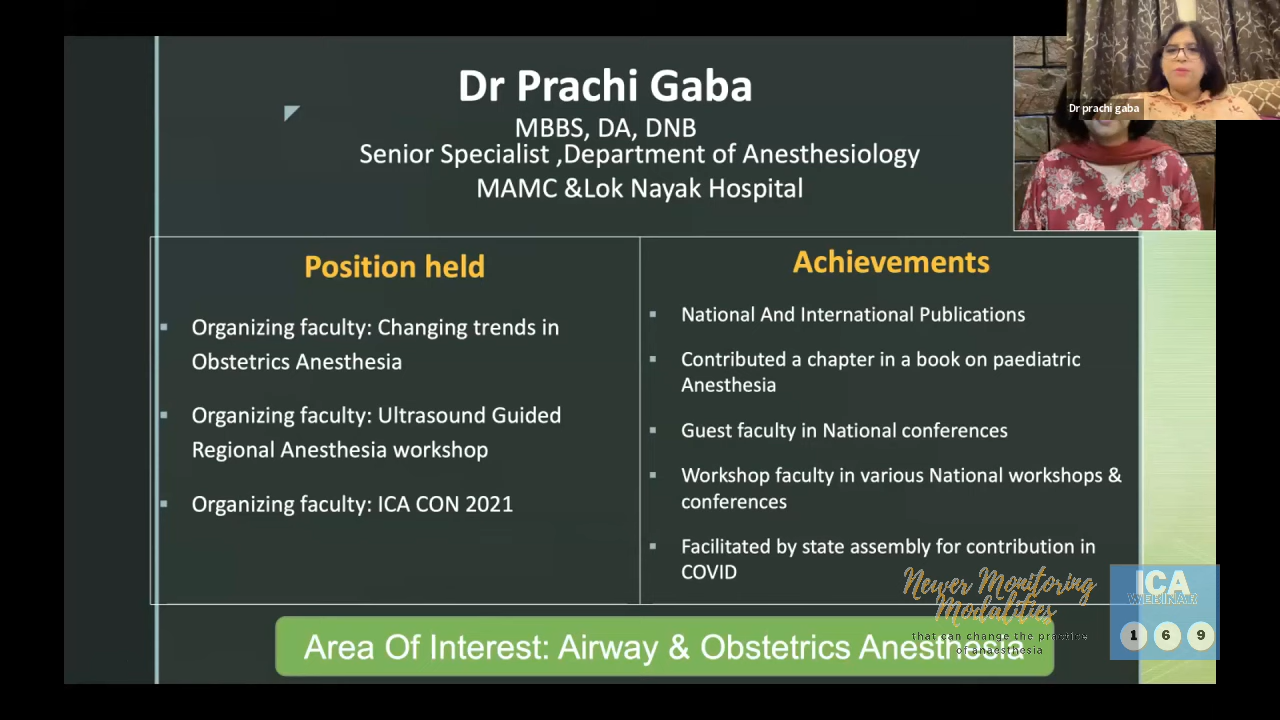 Dr Prachi Gaba
MBBS, DA, DNB
Senior Specialist ,Department of Anesthesiology
MAMC &Lok Nayak Hospital
Dr prachi gaba
Position held
Organizing faculty: Changing trends in
Obstetrics Anesthesia
Organizing faculty: Ultrasound Guided
Regional Anesthesia workshop
Organizing faculty: ICA CON 2021
Achievements
National And International Publications
Contributed a chapter in a book on paediatric
Anesthesia
Guest faculty in National conferences
Workshop faculty in various National workshops &
conferences
Facilitated by state assembly for contribution in
COVID
Area Of Interest: Airway & Obstetrics Anesthesia
Newer Monitoring
Modalities
that can change the practice
of anaesthesia
ICA
WEBINAR
1 6 9